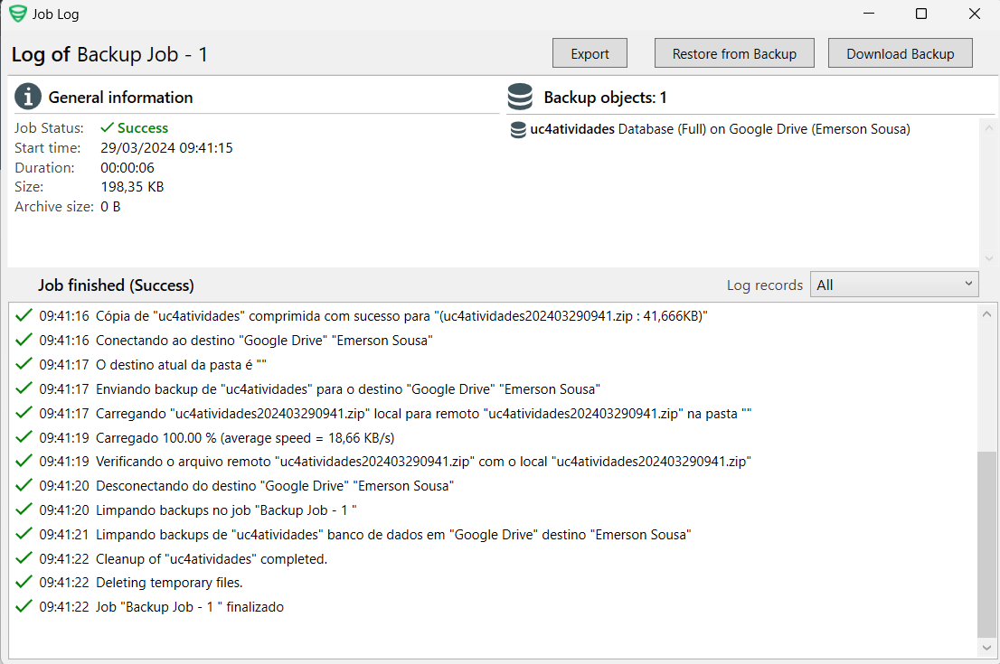 Job Log
Log of Backup Job - 1
Export
Restore from Backup
Download Backup
General information
Job Status: Success
Start time: 29/03/2024 09:41:15
Duration: 00:00:06
Size: 198,35 KB
Archive size: 0 B
Backup objects: 1
uc4atividades Database (Full) on Google Drive (Emerson Sousa)
Job finished (Success)
Log records All
09:41:16 Cópia de "uc4atividades" comprimida com sucesso para "(uc4atividades202403290941.zip : 41,666KB)"
09:41:16 Conectando ao destino "Google Drive" "Emerson Sousa"
09:41:17 O destino atual da pasta é ""
09:41:17 Enviando backup de "uc4atividades" para o destino "Google Drive" "Emerson Sousa"
09:41:17 Carregando "uc4atividades202403290941.zip" local para remoto "uc4atividades202403290941.zip" na pasta ""
09:41:19 Carregado 100.00 % (average speed = 18,66 KB/s)
09:41:19 Verificando o arquivo remoto "uc4atividades202403290941.zip" com o local "uc4atividades202403290941.zip"
09:41:20 Desconectando do destino "Google Drive" "Emerson Sousa"
09:41:20 Limpando backups no job "Backup Job - 1 "
09:41:21 Limpando backups de "uc4atividades" banco de dados em "Google Drive" destino "Emerson Sousa"
09:41:22 Cleanup of "uc4atividades" completed.
09:41:22 Deleting temporary files.
09:41:22 Job "Backup Job - 1 " finalizado